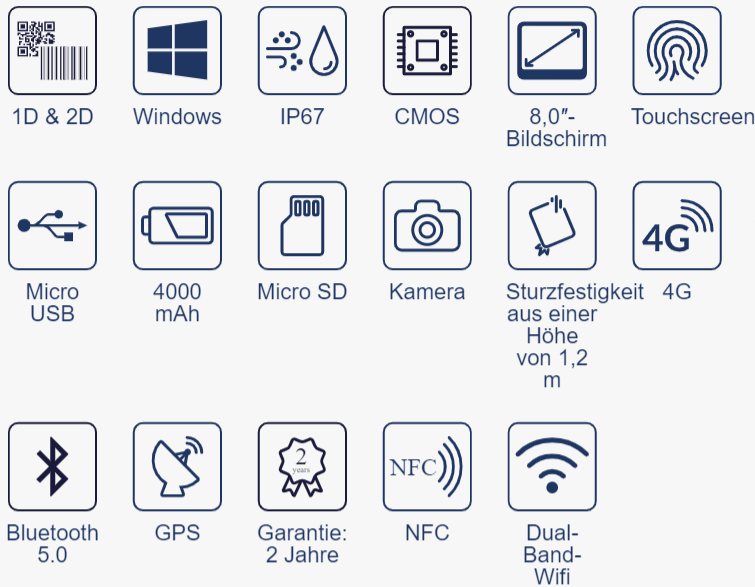 1D & 2D
Windows
IP67
CMOS
8,0″-
Bildschirm
Touchscreen
4G
Micro
USB
4000
mAh
Micro SD
Kamera
Sturzfestigkeit
aus einer
Höhe
von 1,2
m
4G
2
years
NFC
Bluetooth
5.0
GPS
Garantie:
2 Jahre
NFC
Dual-
Band-
Wifi